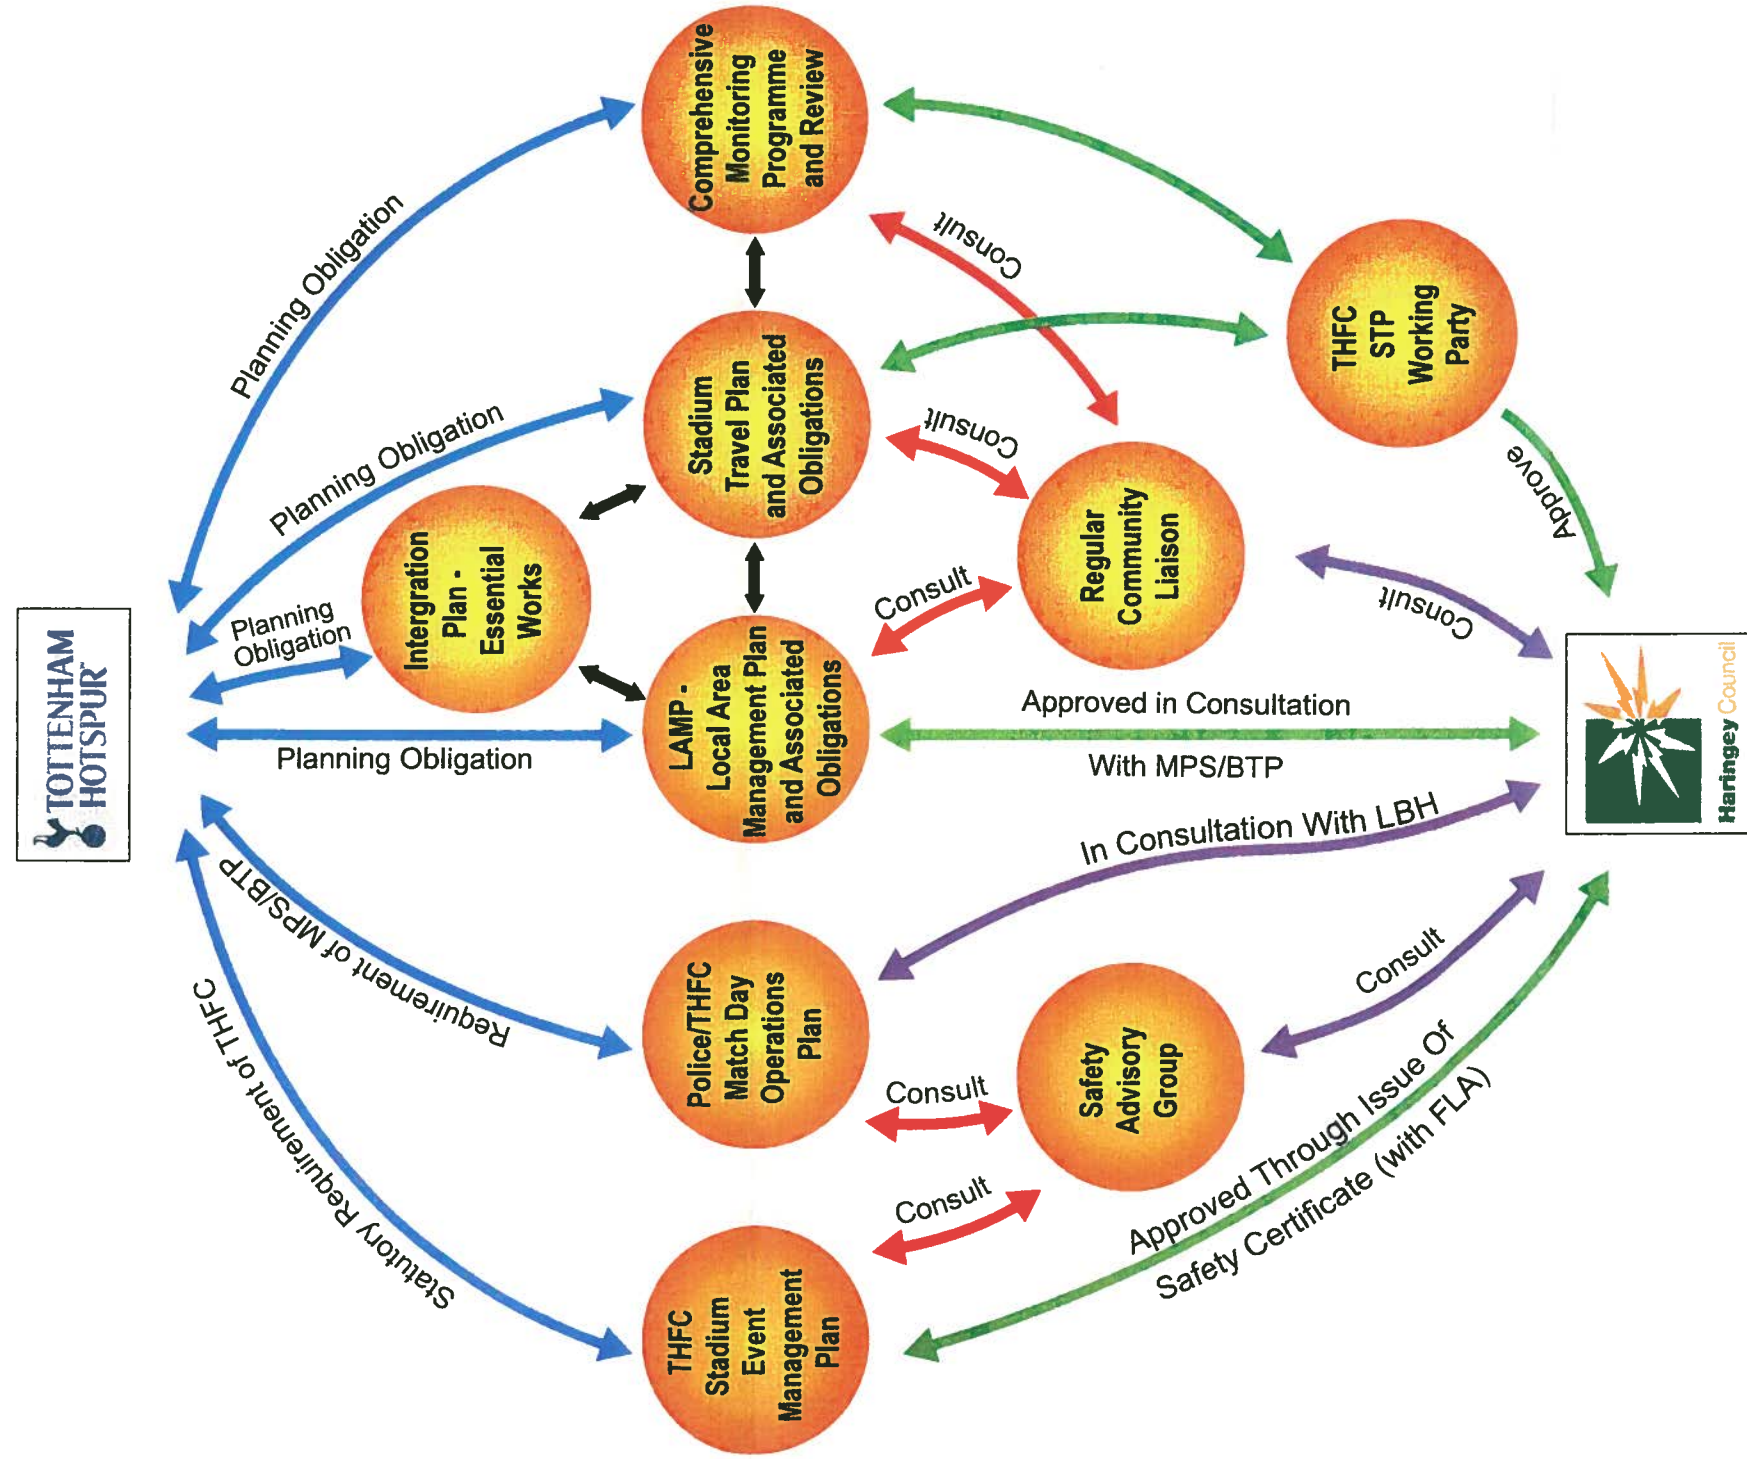 TOTTENHAM
HOTSPUR
Statutory Requirement of THFC
Requirement of MPS/BTP
Planning Obligation
Planning
Obligation
Planning Obligation
Planning Obligation
Intergration
Plan -
Essential
Works
THFC
Stadium
Event
Management
Plan
Police/THFC
Match Day
Operations
Plan
LAMP -
Local Area
Management Plan
and Associated
Obligations
Stadium
Travel Plan
and Associated
Obligations
Comprehensive
Monitoring
Programme
and Review
Consult
Consult
Consult
Consult
Consult
Safety
Advisory
Group
Regular
Community
Liaison
THFC
STP
Working
Party
Approved Through Issue Of
Safety Certificate (with FLA)
Consult
In Consultation With LBH
Approved in Consultation
With MPS/BTP
Consult
Approve
Haringey Council